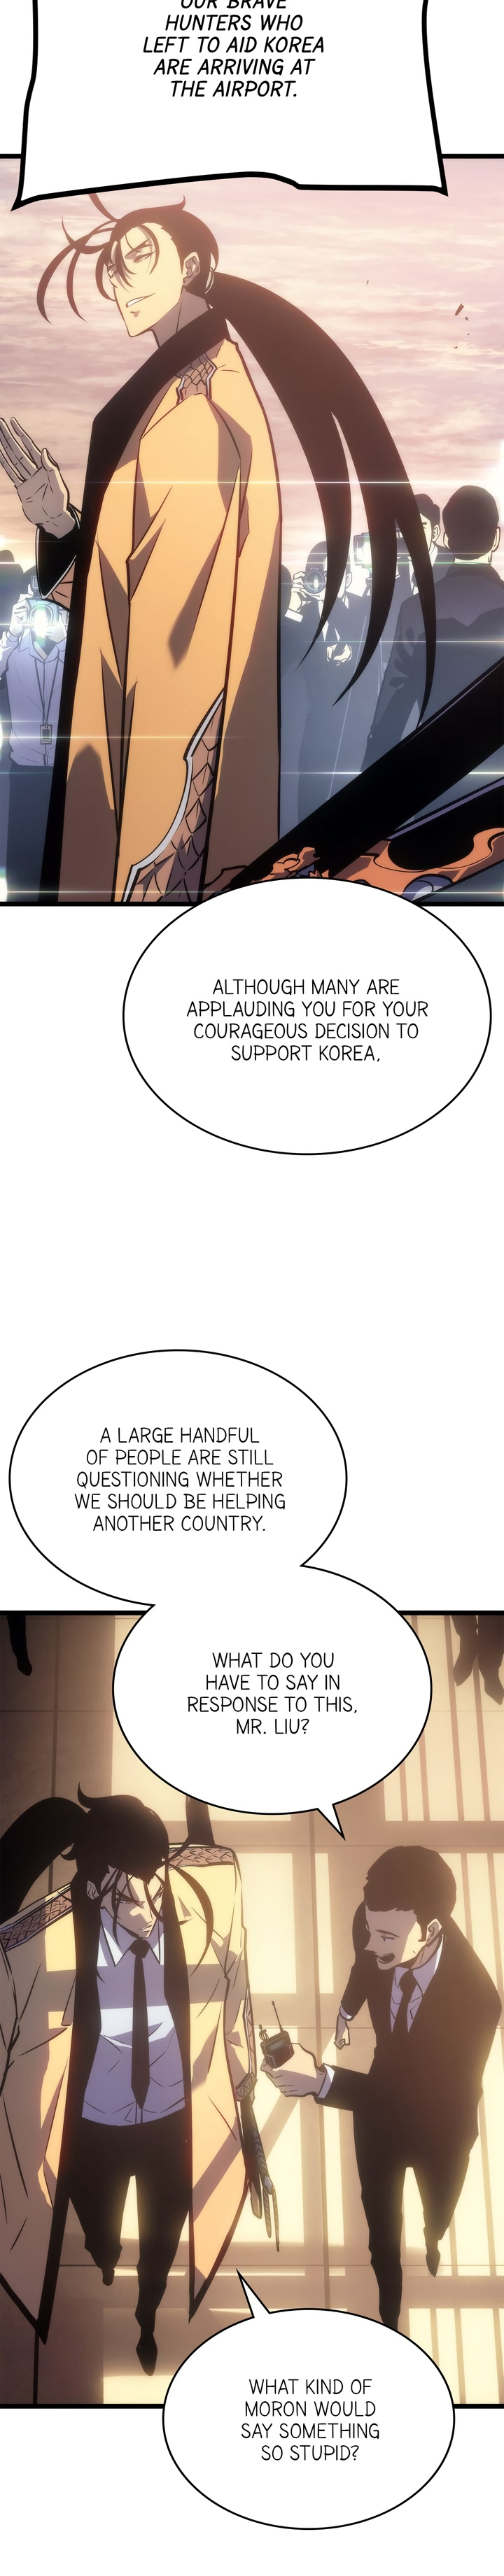 OUR BRAVE
HUNTERS WHO
LEFT TO AID KOREA
ARE ARRIVING AT
THE AIRPORT.
ALTHOUGH MANY ARE
APPLAUDING YOU FOR YOUR
COURAGEOUS DECISION TO
SUPPORT KOREA,
A LARGE HANDFUL
OF PEOPLE ARE STILL
QUESTIONING WHETHER
WE SHOULD BE HELPING
ANOTHER COUNTRY.
WHAT DO YOU
HAVE TO SAY IN
RESPONSE TO THIS,
MR. LIU?
WHAT KIND OF
MORON WOULD
SAY SOMETHING
SO STUPID?